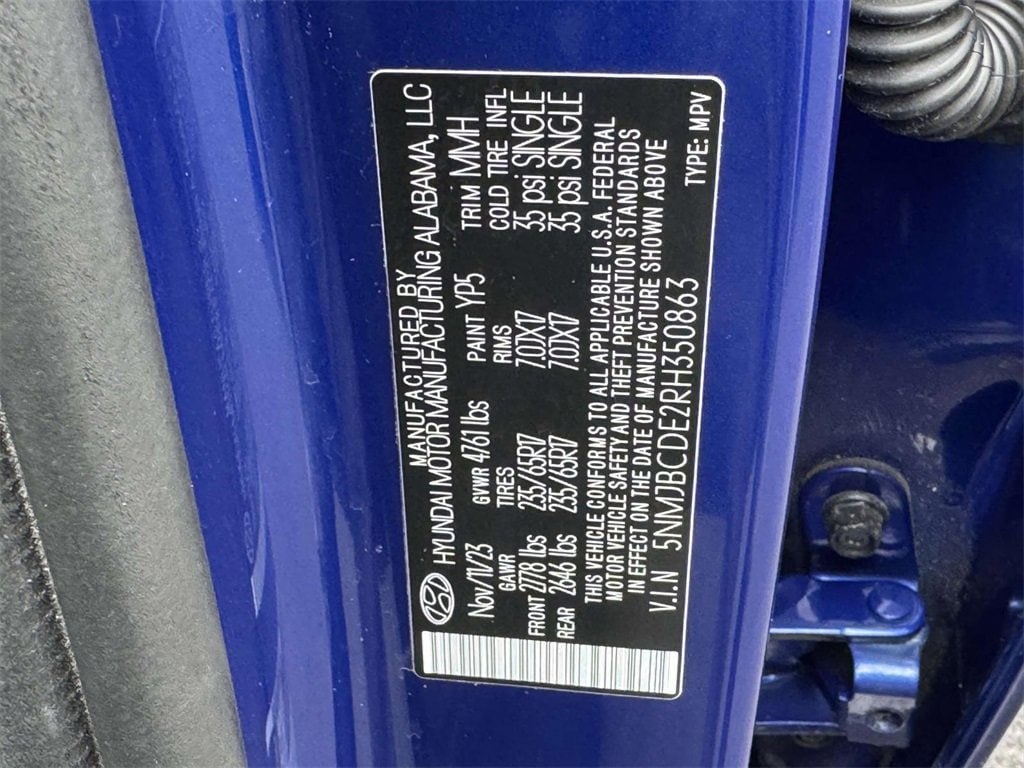 MANUFACTURED BY
HYUNDAI MOTOR MANUFACTURING ALABAMA, LLC
Nov/11/23 GVWR 4761 lbs PAINT YP5 TRIM MMH
GAWR TIRES RIMS COLD TIRE INFL
FRONT 2778 lbs 235/65R17 7.0JX17 35 psi SINGLE
REAR 2646 lbs 235/65R17 7.0JX17 35 psi SINGLE
THIS VEHICLE CONFORMS TO ALL APPLICABLE U.S.A. FEDERAL
MOTOR VEHICLE SAFETY AND THEFT PREVENTION STANDARDS
IN EFFECT ON THE DATE OF MANUFACTURE SHOWN ABOVE
V.I.N 5NMJBCDE2RH350863 TYPE: MPV